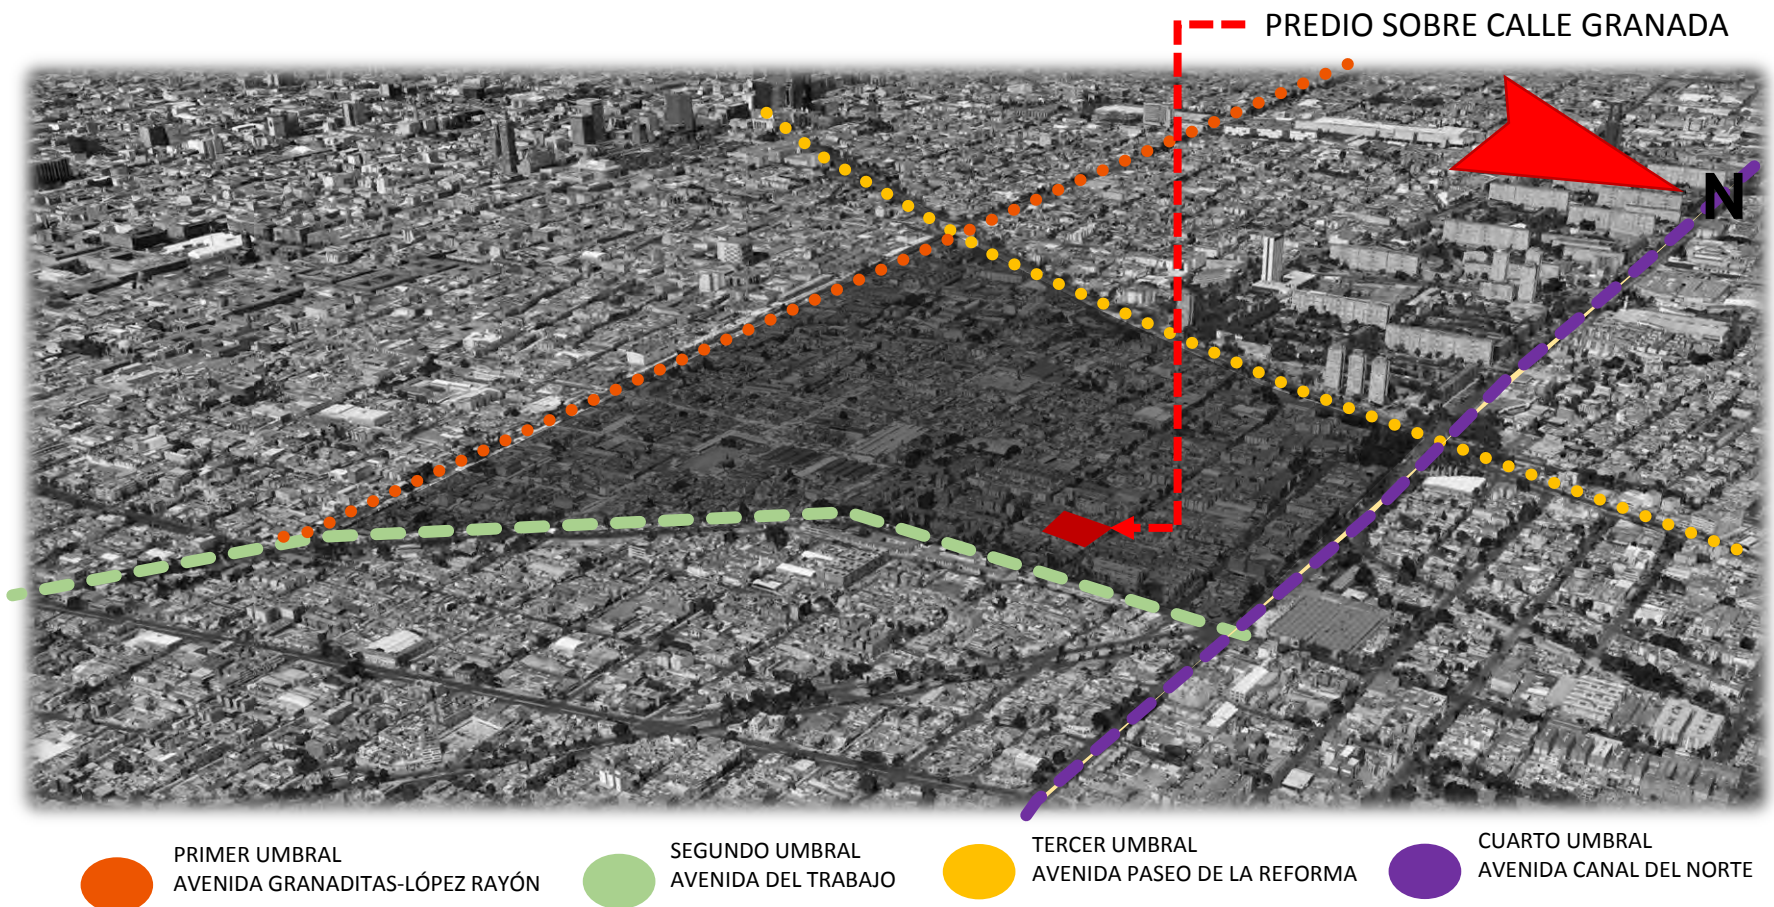 PREDIO SOBRE CALLE GRANADA
N
PRIMER UMBRAL
AVENIDA GRANADITAS-LÓPEZ RAYÓN
SEGUNDO UMBRAL
AVENIDA DEL TRABAJO
TERCER UMBRAL
AVENIDA PASEO DE LA REFORMA
CUARTO UMBRAL
AVENIDA CANAL DEL NORTE